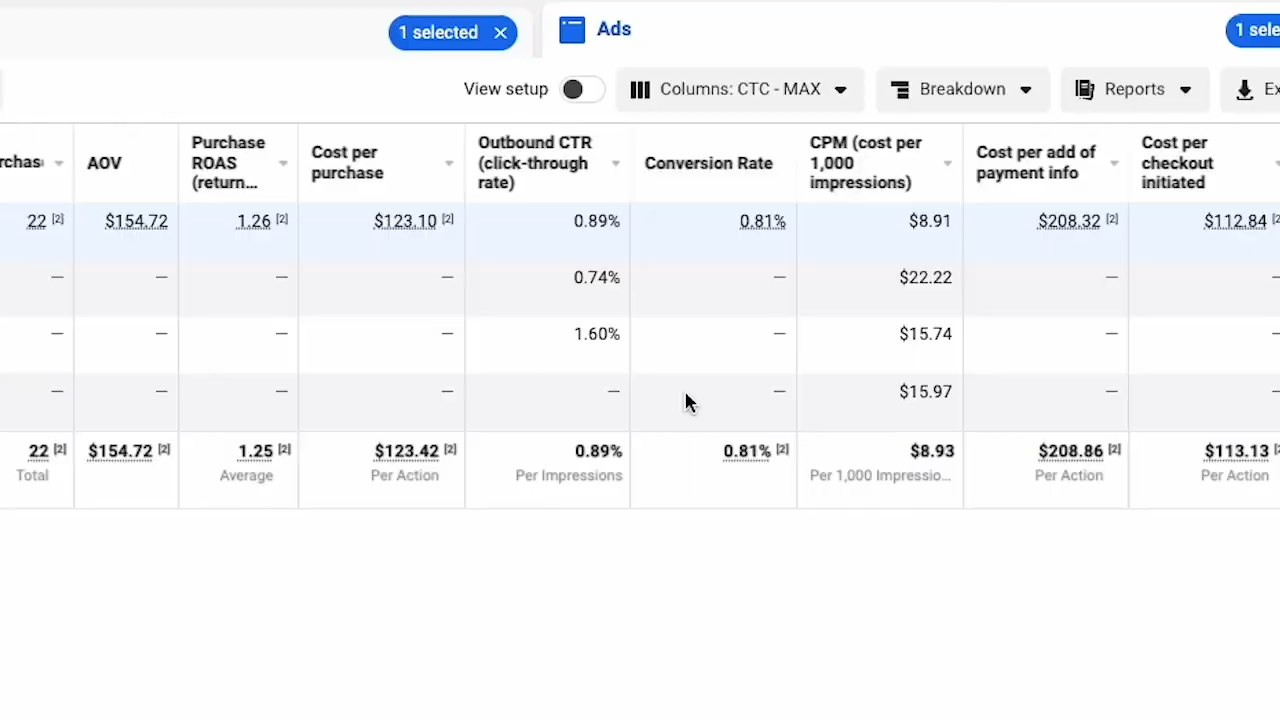 1 selected ×
Ads
1 sele
View setup
Columns: CTC - MAX
Breakdown
Reports
Ex
rchas
AOV
Purchase
ROAS
(return...
Cost per
purchase
Outbound CTR
(click-through
rate)
Conversion Rate
CPM (cost per
1,000
impressions)
Cost per add of
payment info
Cost per
checkout
initiated
22 [2] $154.72 1.26 [2] $123.10 [2] 0.89% 0.81% $8.91 $208.32 [2] $112.84 [2
— — — — 0.74% — $22.22 — —
— — — — 1.60% — $15.74 — —
— — — — — — $15.97 — —
22 [2] $154.72 [2] 1.25 [2] $123.42 [2] 0.89% 0.81% [2] $8.93 $208.86 [2] $113.13 [2
Total Average Per Action Per Impressions Per 1,000 Impressio... Per Action Per Action